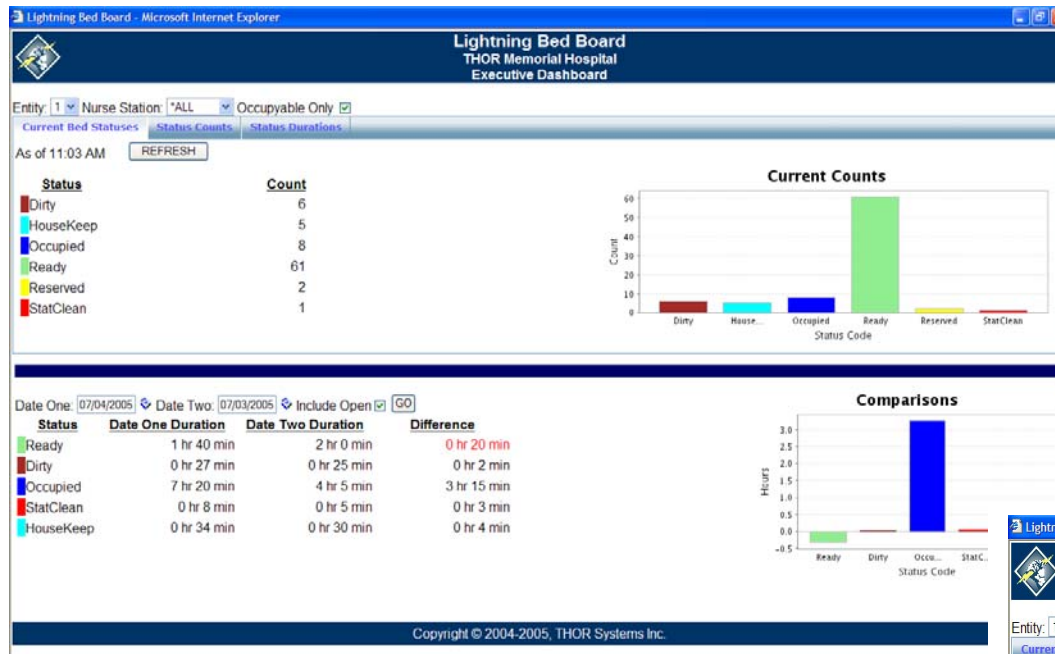 Lightning Bed Board - Microsoft Internet Explorer
Lightning Bed Board
THOR Memorial Hospital
Executive Dashboard
Entity: 1 Nurse Station: *ALL Occupyable Only
Current Bed Statuses Status Counts Status Durations
As of 11:03 AM REFRESH
Status Count
Dirty 6
HouseKeep 5
Occupied 8
Ready 61
Reserved 2
StatClean 1
Current Counts
60
50
40
30
20
10
0
Count
Dirty House... Occupied Ready Reserved StatClean
Status Code
Date One: 07/04/2005 Date Two: 07/03/2005 Include Open GO
Status Date One Duration Date Two Duration Difference
Ready 1 hr 40 min 2 hr 0 min 0 hr 20 min
Dirty 0 hr 27 min 0 hr 25 min 0 hr 2 min
Occupied 7 hr 20 min 4 hr 5 min 3 hr 15 min
StatClean 0 hr 8 min 0 hr 5 min 0 hr 3 min
HouseKeep 0 hr 34 min 0 hr 30 min 0 hr 4 min
Comparisons
3.0
2.5
2.0
1.5
1.0
0.5
0.0
-0.5
Hours
Ready Dirty Occu... StatC..
Status Code
Copyright © 2004-2005, THOR Systems Inc.
Lightn
Entity:
Curren